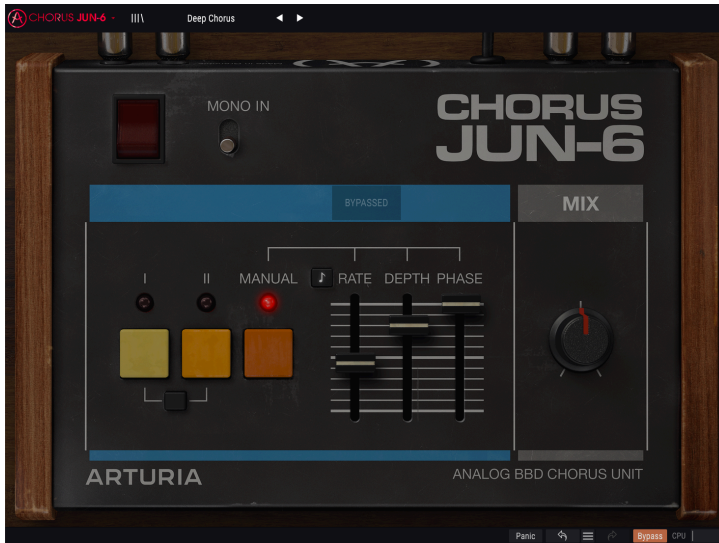 CHORUS JUN-6
Deep Chorus
MONO IN
CHORUS
JUN-6
BYPASSED
MIX
I
II
MANUAL
RATE
DEPTH
PHASE
ARTURIA
ANALOG BBD CHORUS UNIT
Panic
Bypass
CPU